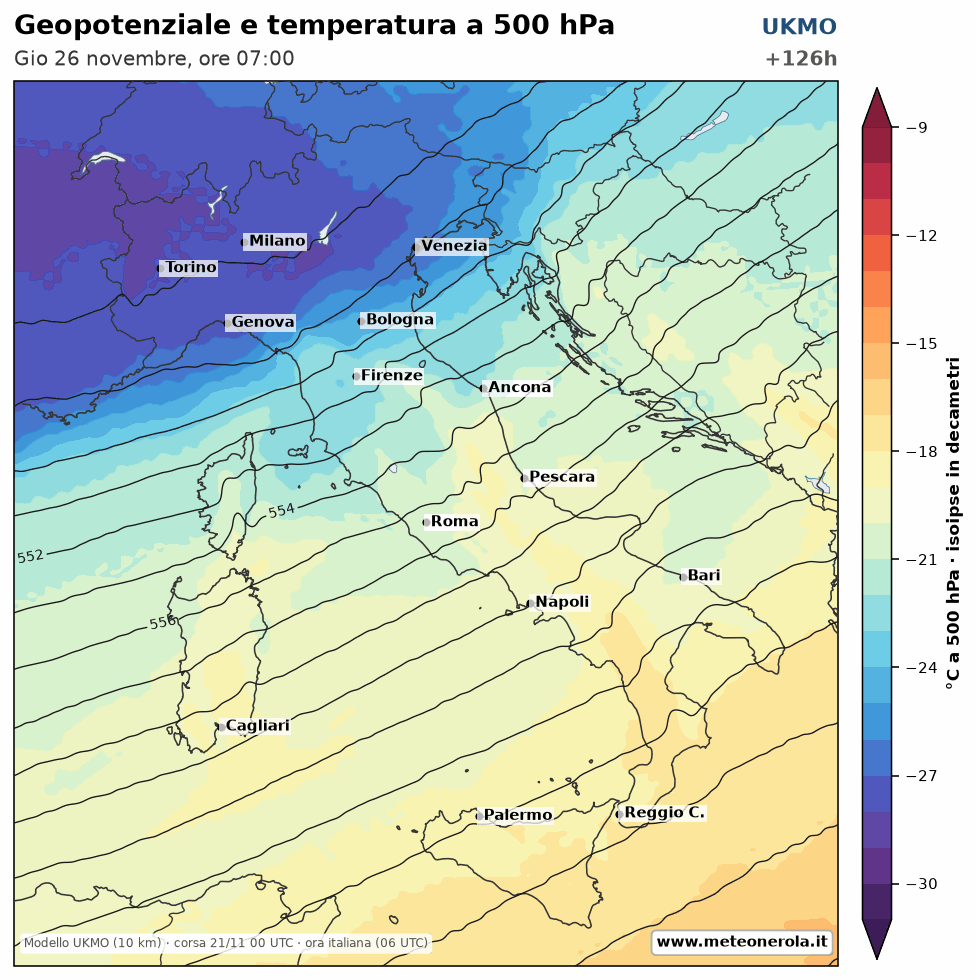 Geopotenziale e temperatura a 500 hPa
UKMO
Gio 26 novembre, ore 07:00
+126h
Milano
Venezia
Torino
Genova
Bologna
Firenze
Ancona
Pescara
554
Roma
552
Bari
Napoli
556
Cagliari
Palermo
Reggio C.
−9
−12
−15
−18
−21
−24
−27
−30
°C a 500 hPa · isoipse in decametri
Modello UKMO (10 km) · corsa 21/11 00 UTC · ora italiana (06 UTC)
www.meteonerola.it